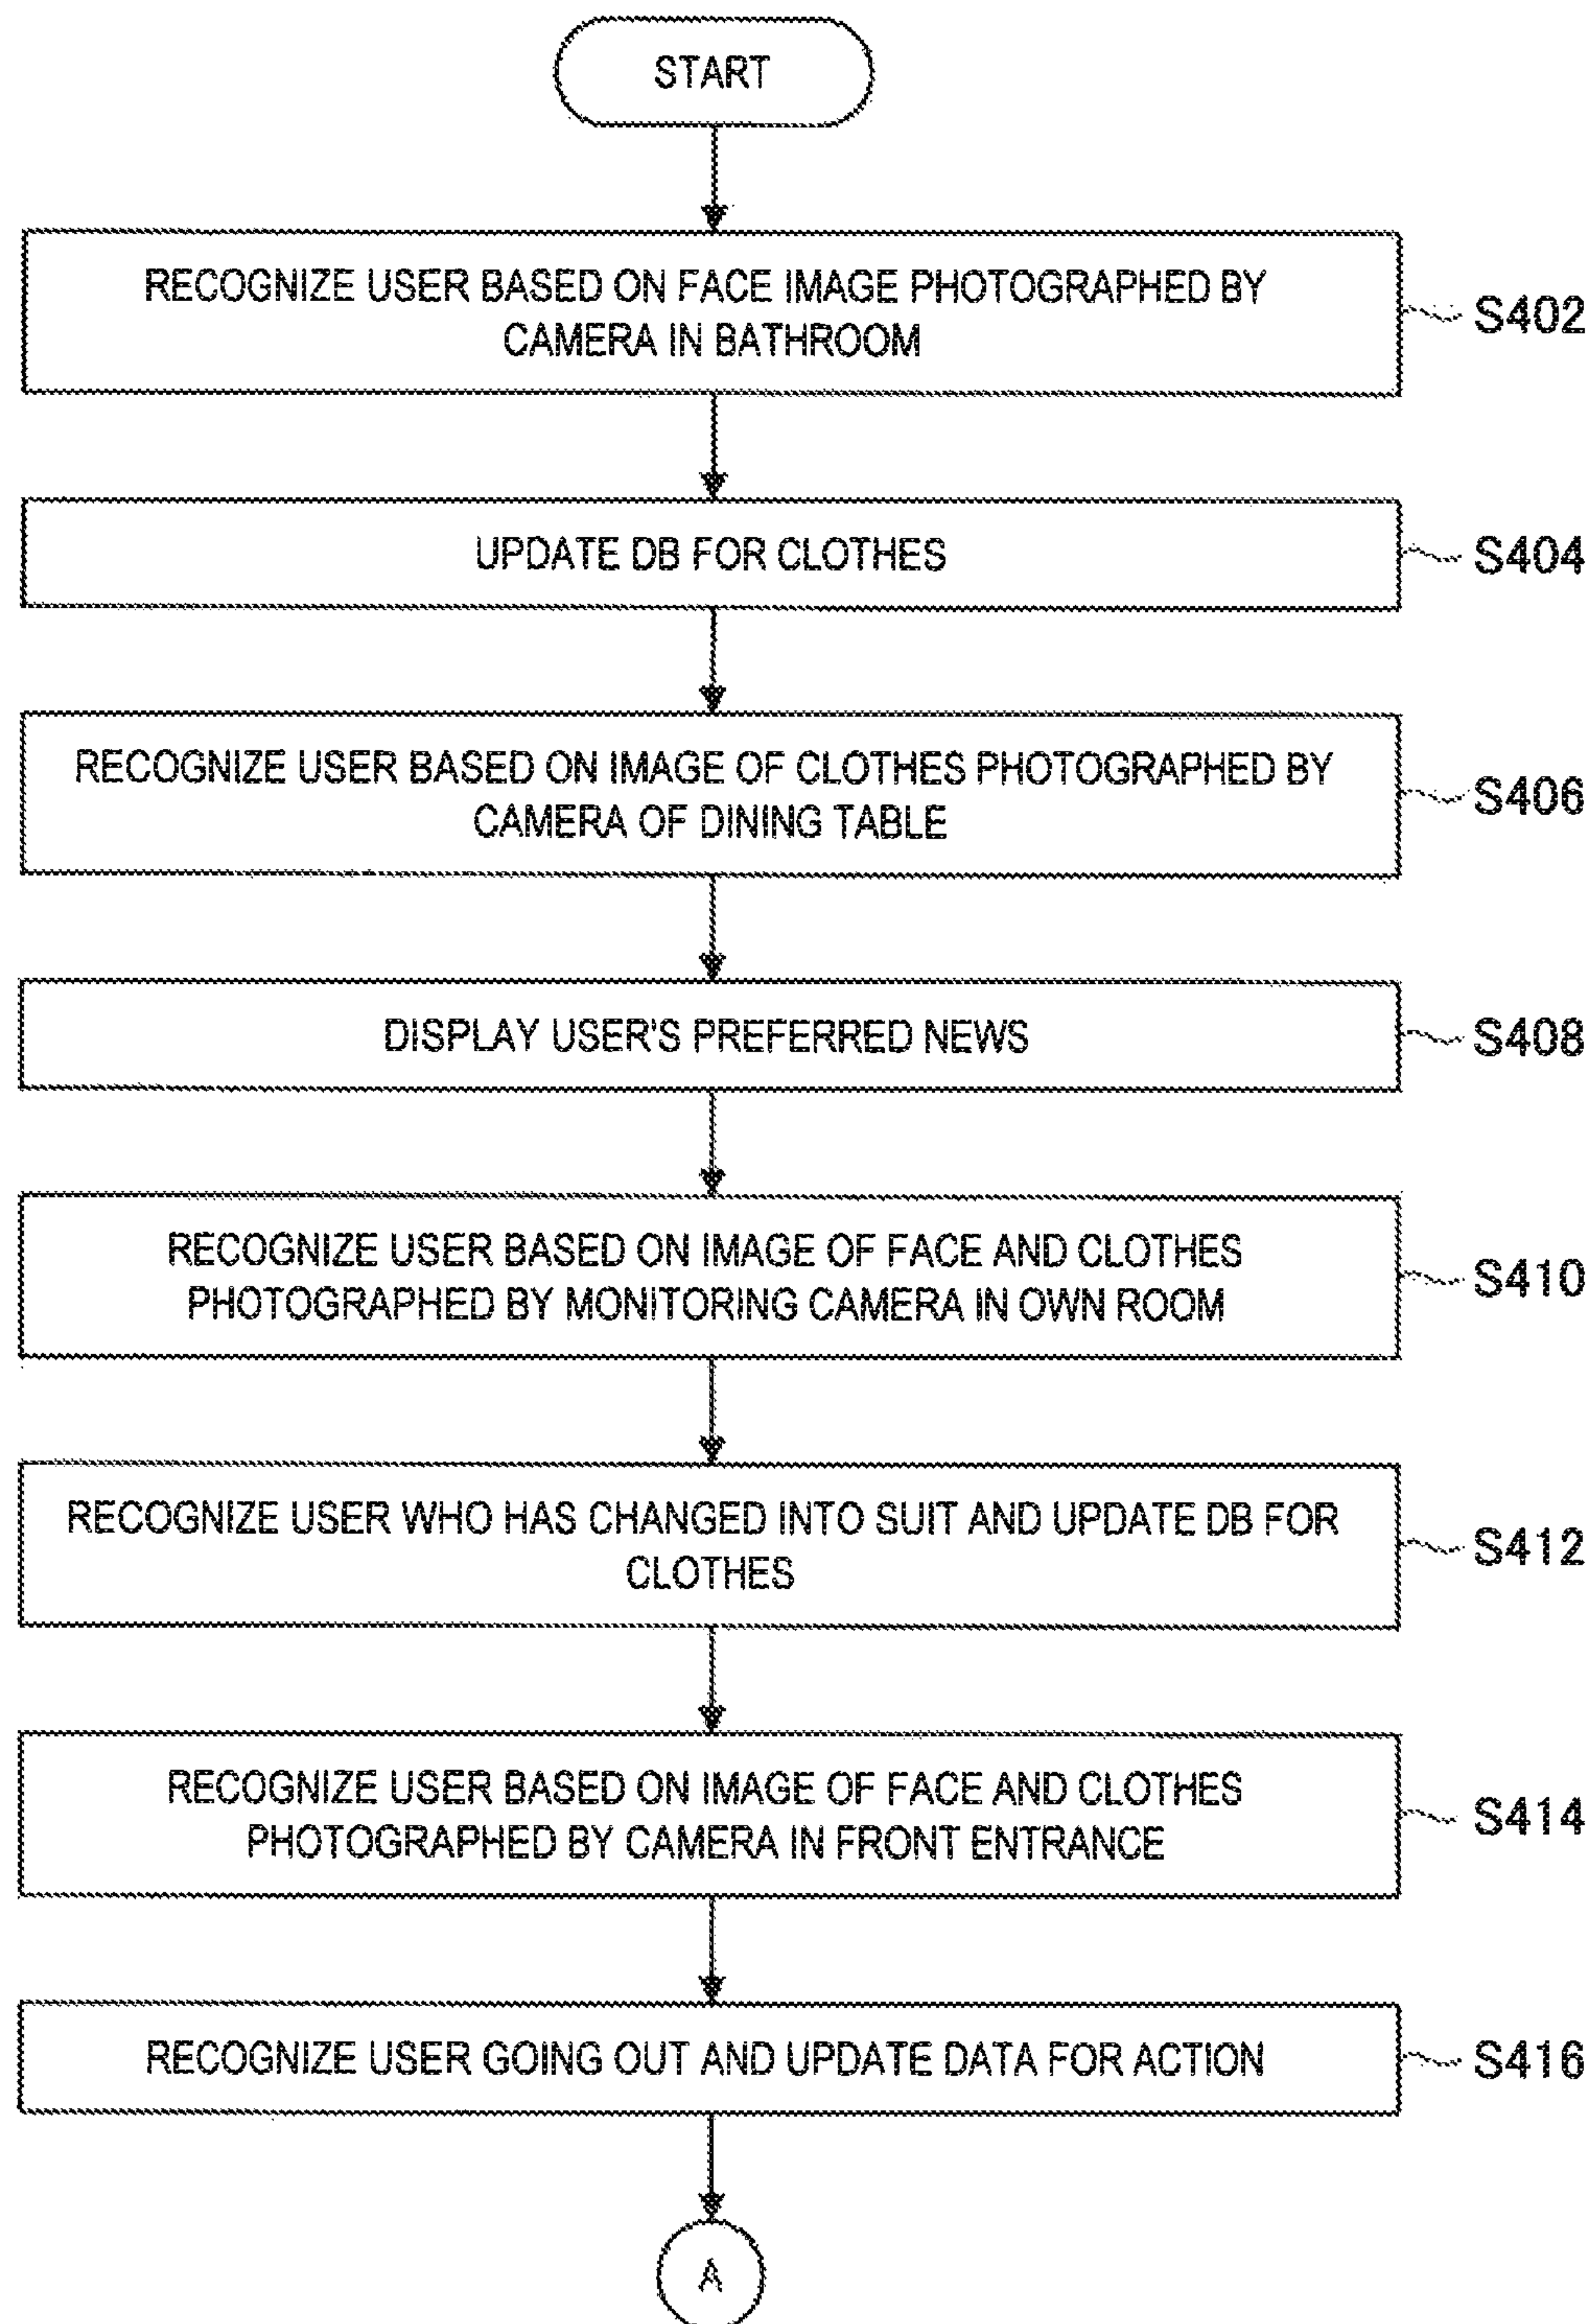 START
RECOGNIZE USER BASED ON FACE IMAGE PHOTOGRAPHED BY
CAMERA IN BATHROOM
S402
UPDATE DB FOR CLOTHES
S404
RECOGNIZE USER BASED ON IMAGE OF CLOTHES PHOTOGRAPHED BY
CAMERA OF DINING TABLE
S406
DISPLAY USER'S PREFERRED NEWS
S408
RECOGNIZE USER BASED ON IMAGE OF FACE AND CLOTHES
PHOTOGRAPHED BY MONITORING CAMERA IN OWN ROOM
S410
RECOGNIZE USER WHO HAS CHANGED INTO SUIT AND UPDATE DB FOR
CLOTHES
S412
RECOGNIZE USER BASED ON IMAGE OF FACE AND CLOTHES
PHOTOGRAPHED BY CAMERA IN FRONT ENTRANCE
S414
RECOGNIZE USER GOING OUT AND UPDATE DATA FOR ACTION
S416
A